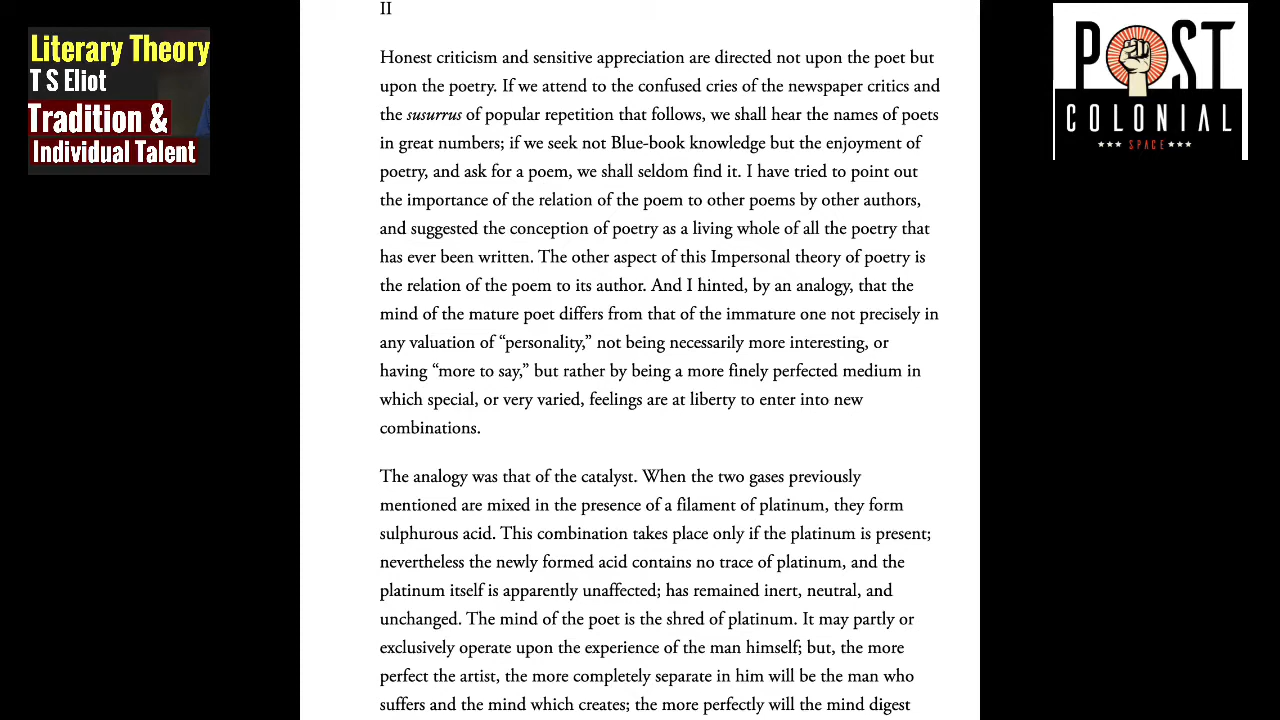 Literary Theory
T S Eliot
Tradition &
Individual Talent
POST
COLONIAL
SPACE
II
Honest criticism and sensitive appreciation are directed not upon the poet but
upon the poetry. If we attend to the confused cries of the newspaper critics and
the susurrus of popular repetition that follows, we shall hear the names of poets
in great numbers; if we seek not Blue-book knowledge but the enjoyment of
poetry, and ask for a poem, we shall seldom find it. I have tried to point out
the importance of the relation of the poem to other poems by other authors,
and suggested the conception of poetry as a living whole of all the poetry that
has ever been written. The other aspect of this Impersonal theory of poetry is
the relation of the poem to its author. And I hinted, by an analogy, that the
mind of the mature poet differs from that of the immature one not precisely in
any valuation of “personality,” not being necessarily more interesting, or
having “more to say,” but rather by being a more finely perfected medium in
which special, or very varied, feelings are at liberty to enter into new
combinations.
The analogy was that of the catalyst. When the two gases previously
mentioned are mixed in the presence of a filament of platinum, they form
sulphurous acid. This combination takes place only if the platinum is present;
nevertheless the newly formed acid contains no trace of platinum, and the
platinum itself is apparently unaffected; has remained inert, neutral, and
unchanged. The mind of the poet is the shred of platinum. It may partly or
exclusively operate upon the experience of the man himself; but, the more
perfect the artist, the more completely separate in him will be the man who
suffers and the mind which creates; the more perfectly will the mind digest